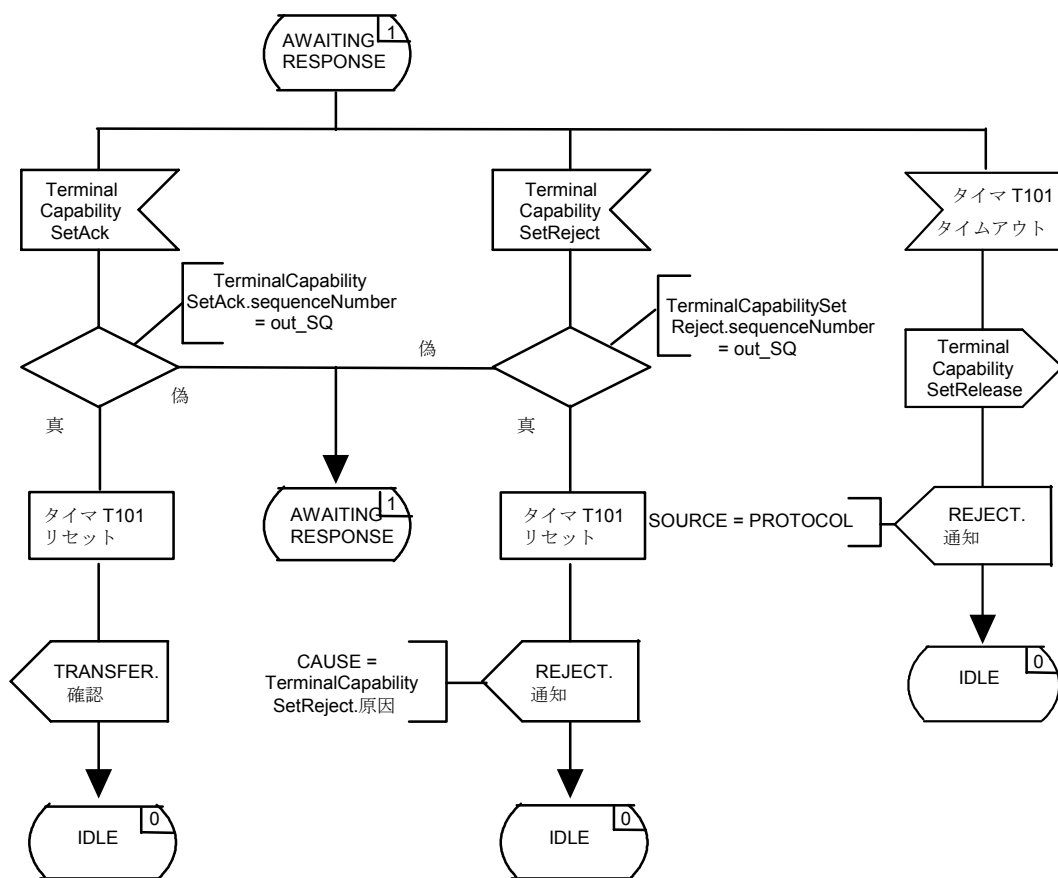 AWAITING
RESPONSE
1
Terminal
Capability
SetAck
Terminal
Capability
SetReject
タイマ T101
タイムアウト
TerminalCapability
SetAck.sequenceNumber
= out_SQ
TerminalCapabilitySet
Reject.sequenceNumber
= out_SQ
Terminal
Capability
SetRelease
偽
偽
真
真
タイマ T101
リセット
AWAITING
RESPONSE
1
タイマ T101
リセット
SOURCE = PROTOCOL
REJECT.
通知
TRANSFER.
確認
CAUSE =
TerminalCapability
SetReject.原因
REJECT.
通知
IDLE
0
IDLE
0
IDLE
0